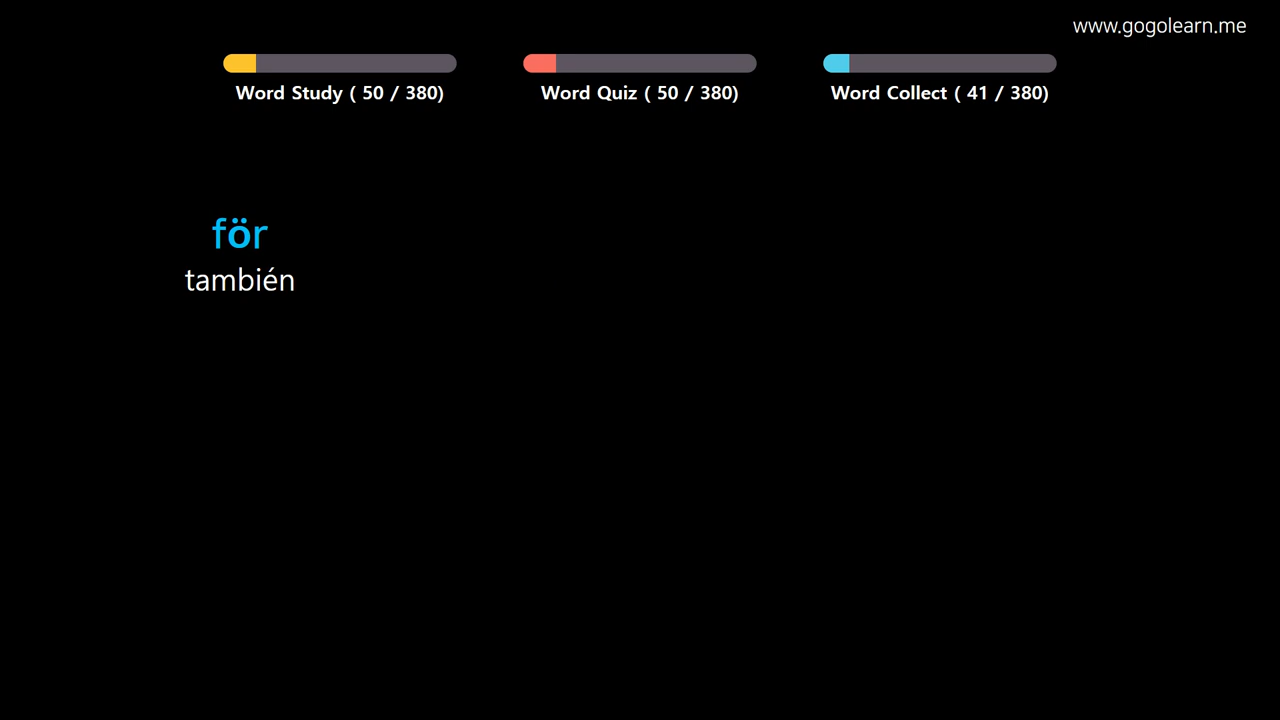 www.gogolearn.me
Word Study ( 50 / 380)
Word Quiz ( 50 / 380)
Word Collect ( 41 / 380)
för
también